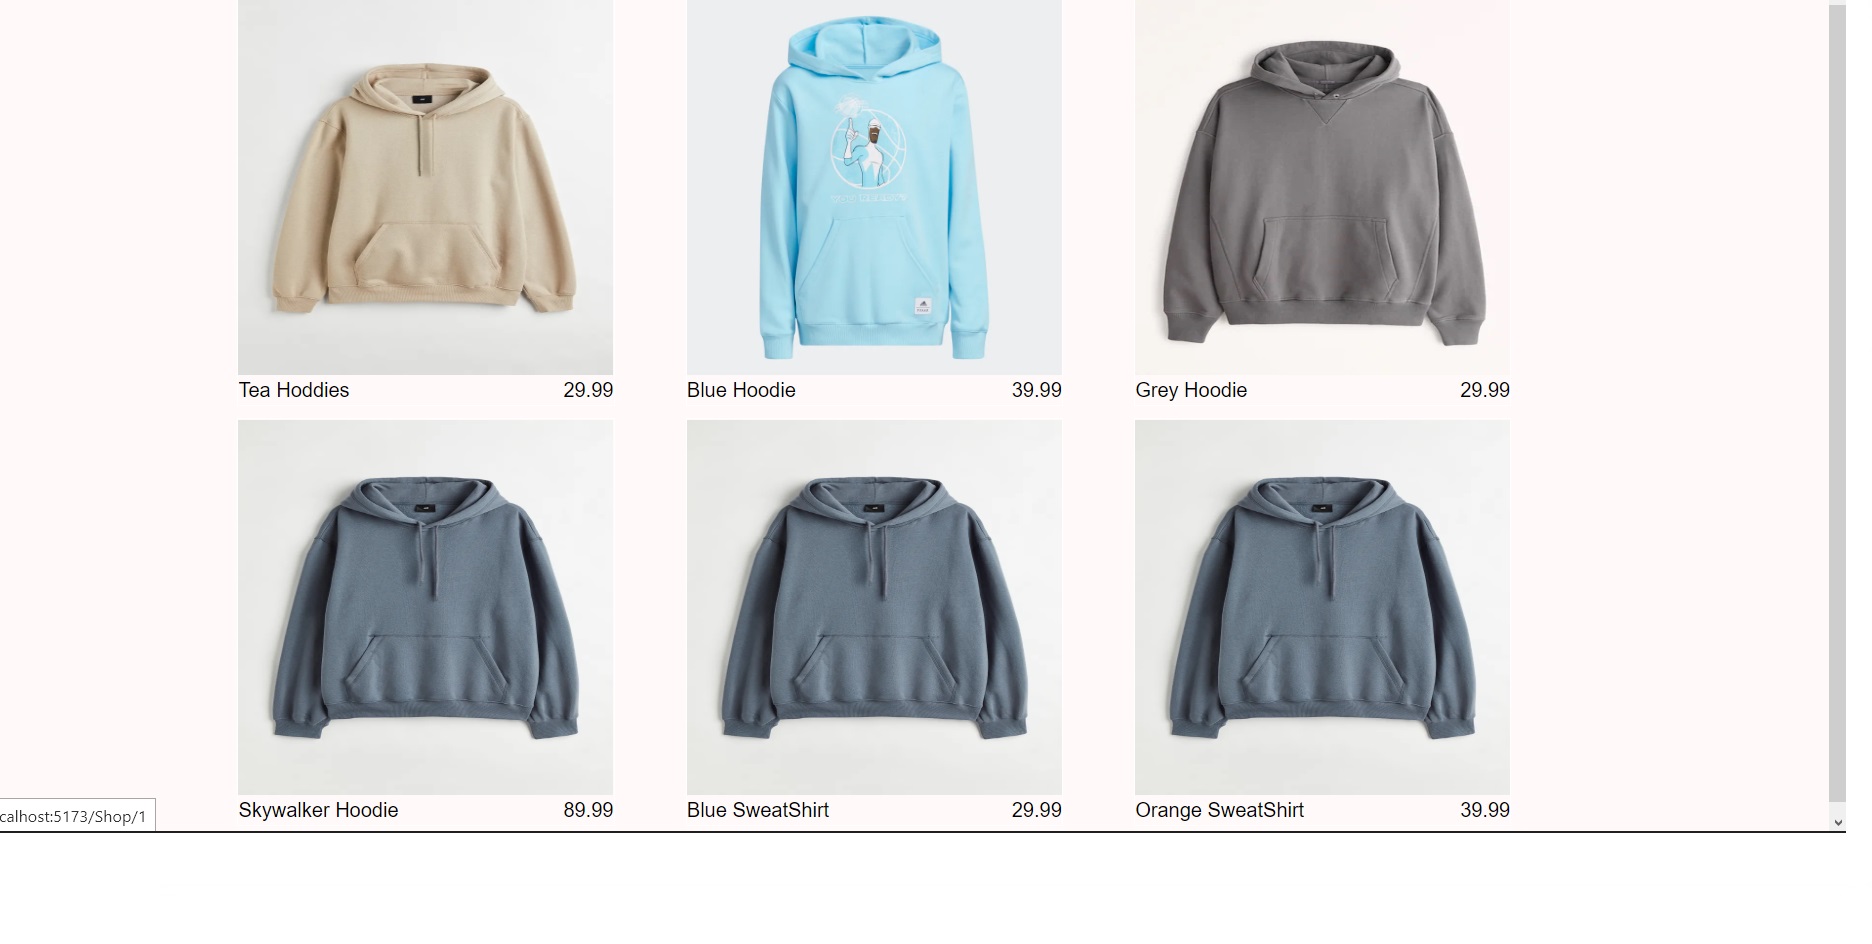 Tea Hoddies 29.99
Blue Hoodie 39.99
Grey Hoodie 29.99
Skywalker Hoodie 89.99
Blue SweatShirt 29.99
Orange SweatShirt 39.99
calhost:5173/Shop/1